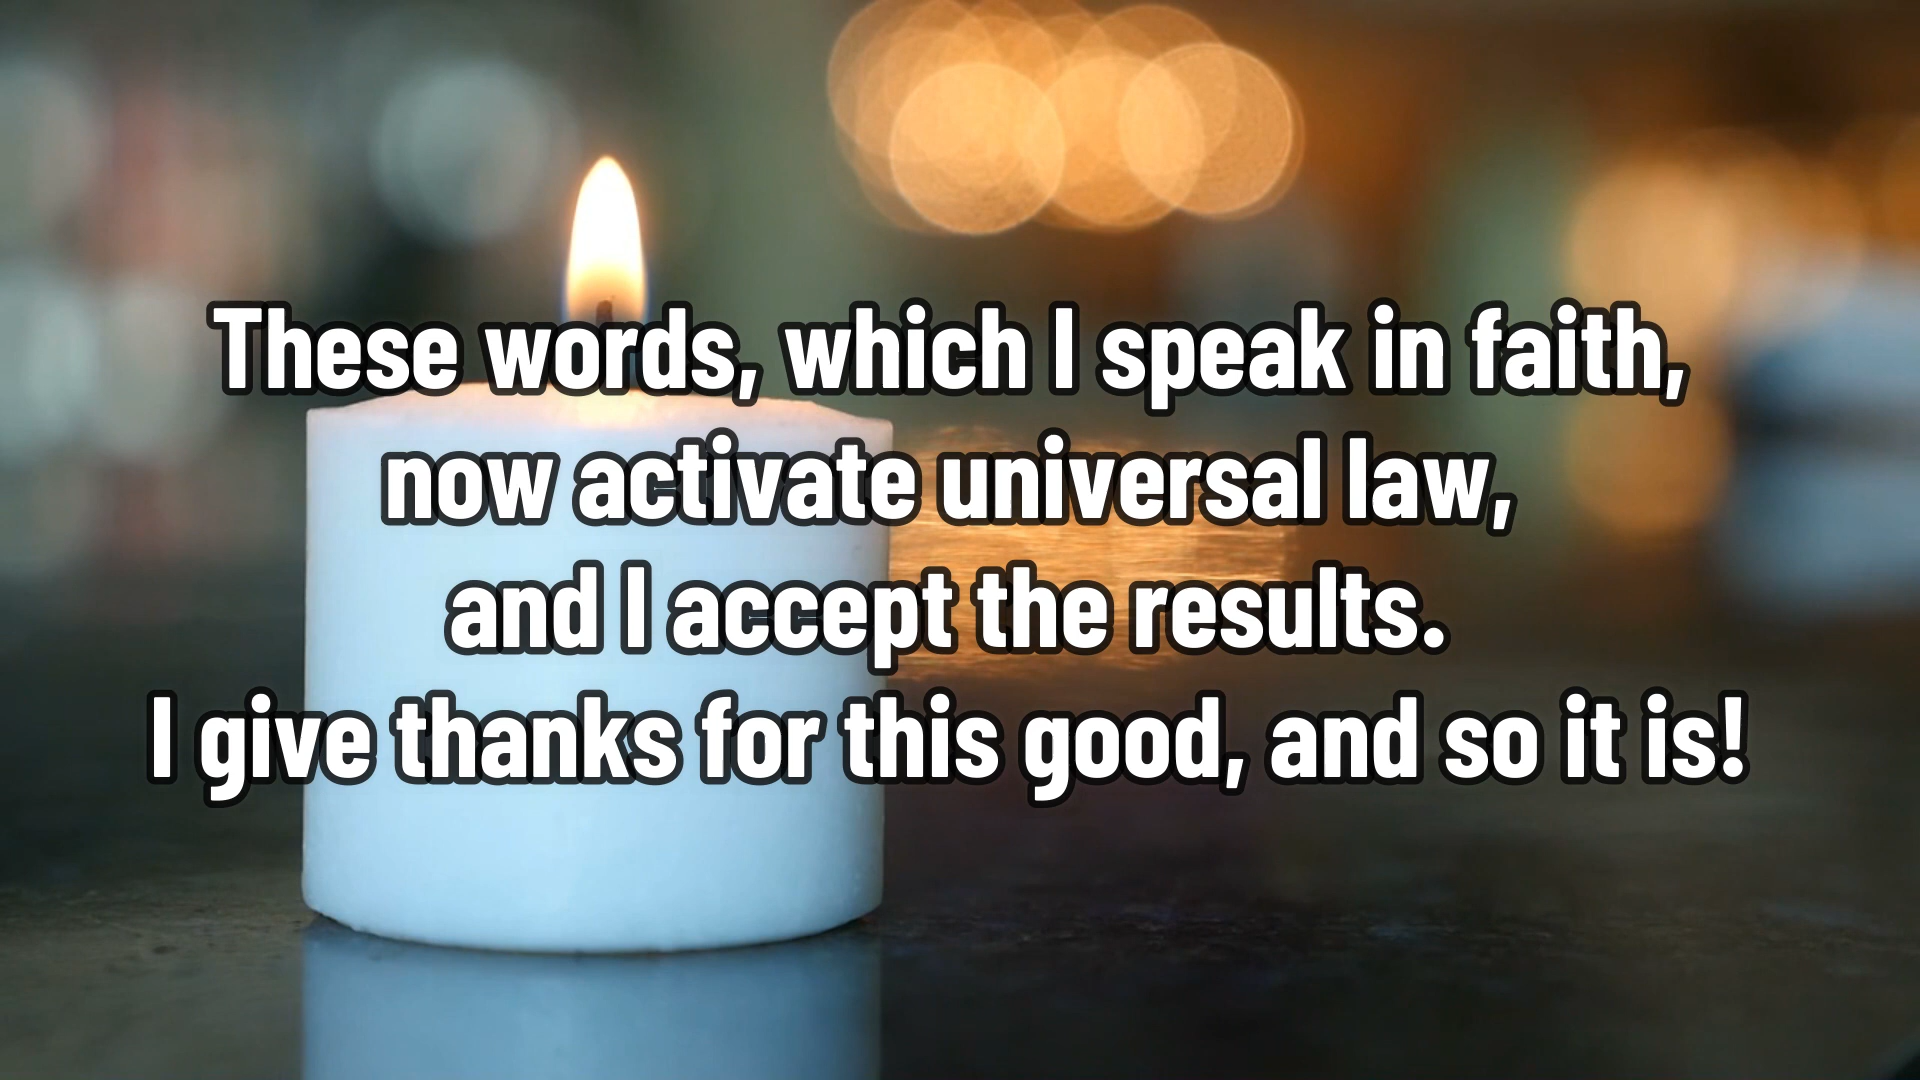 These words, which I speak in faith,
now activate universal law,
and I accept the results.
I give thanks for this good, and so it is!